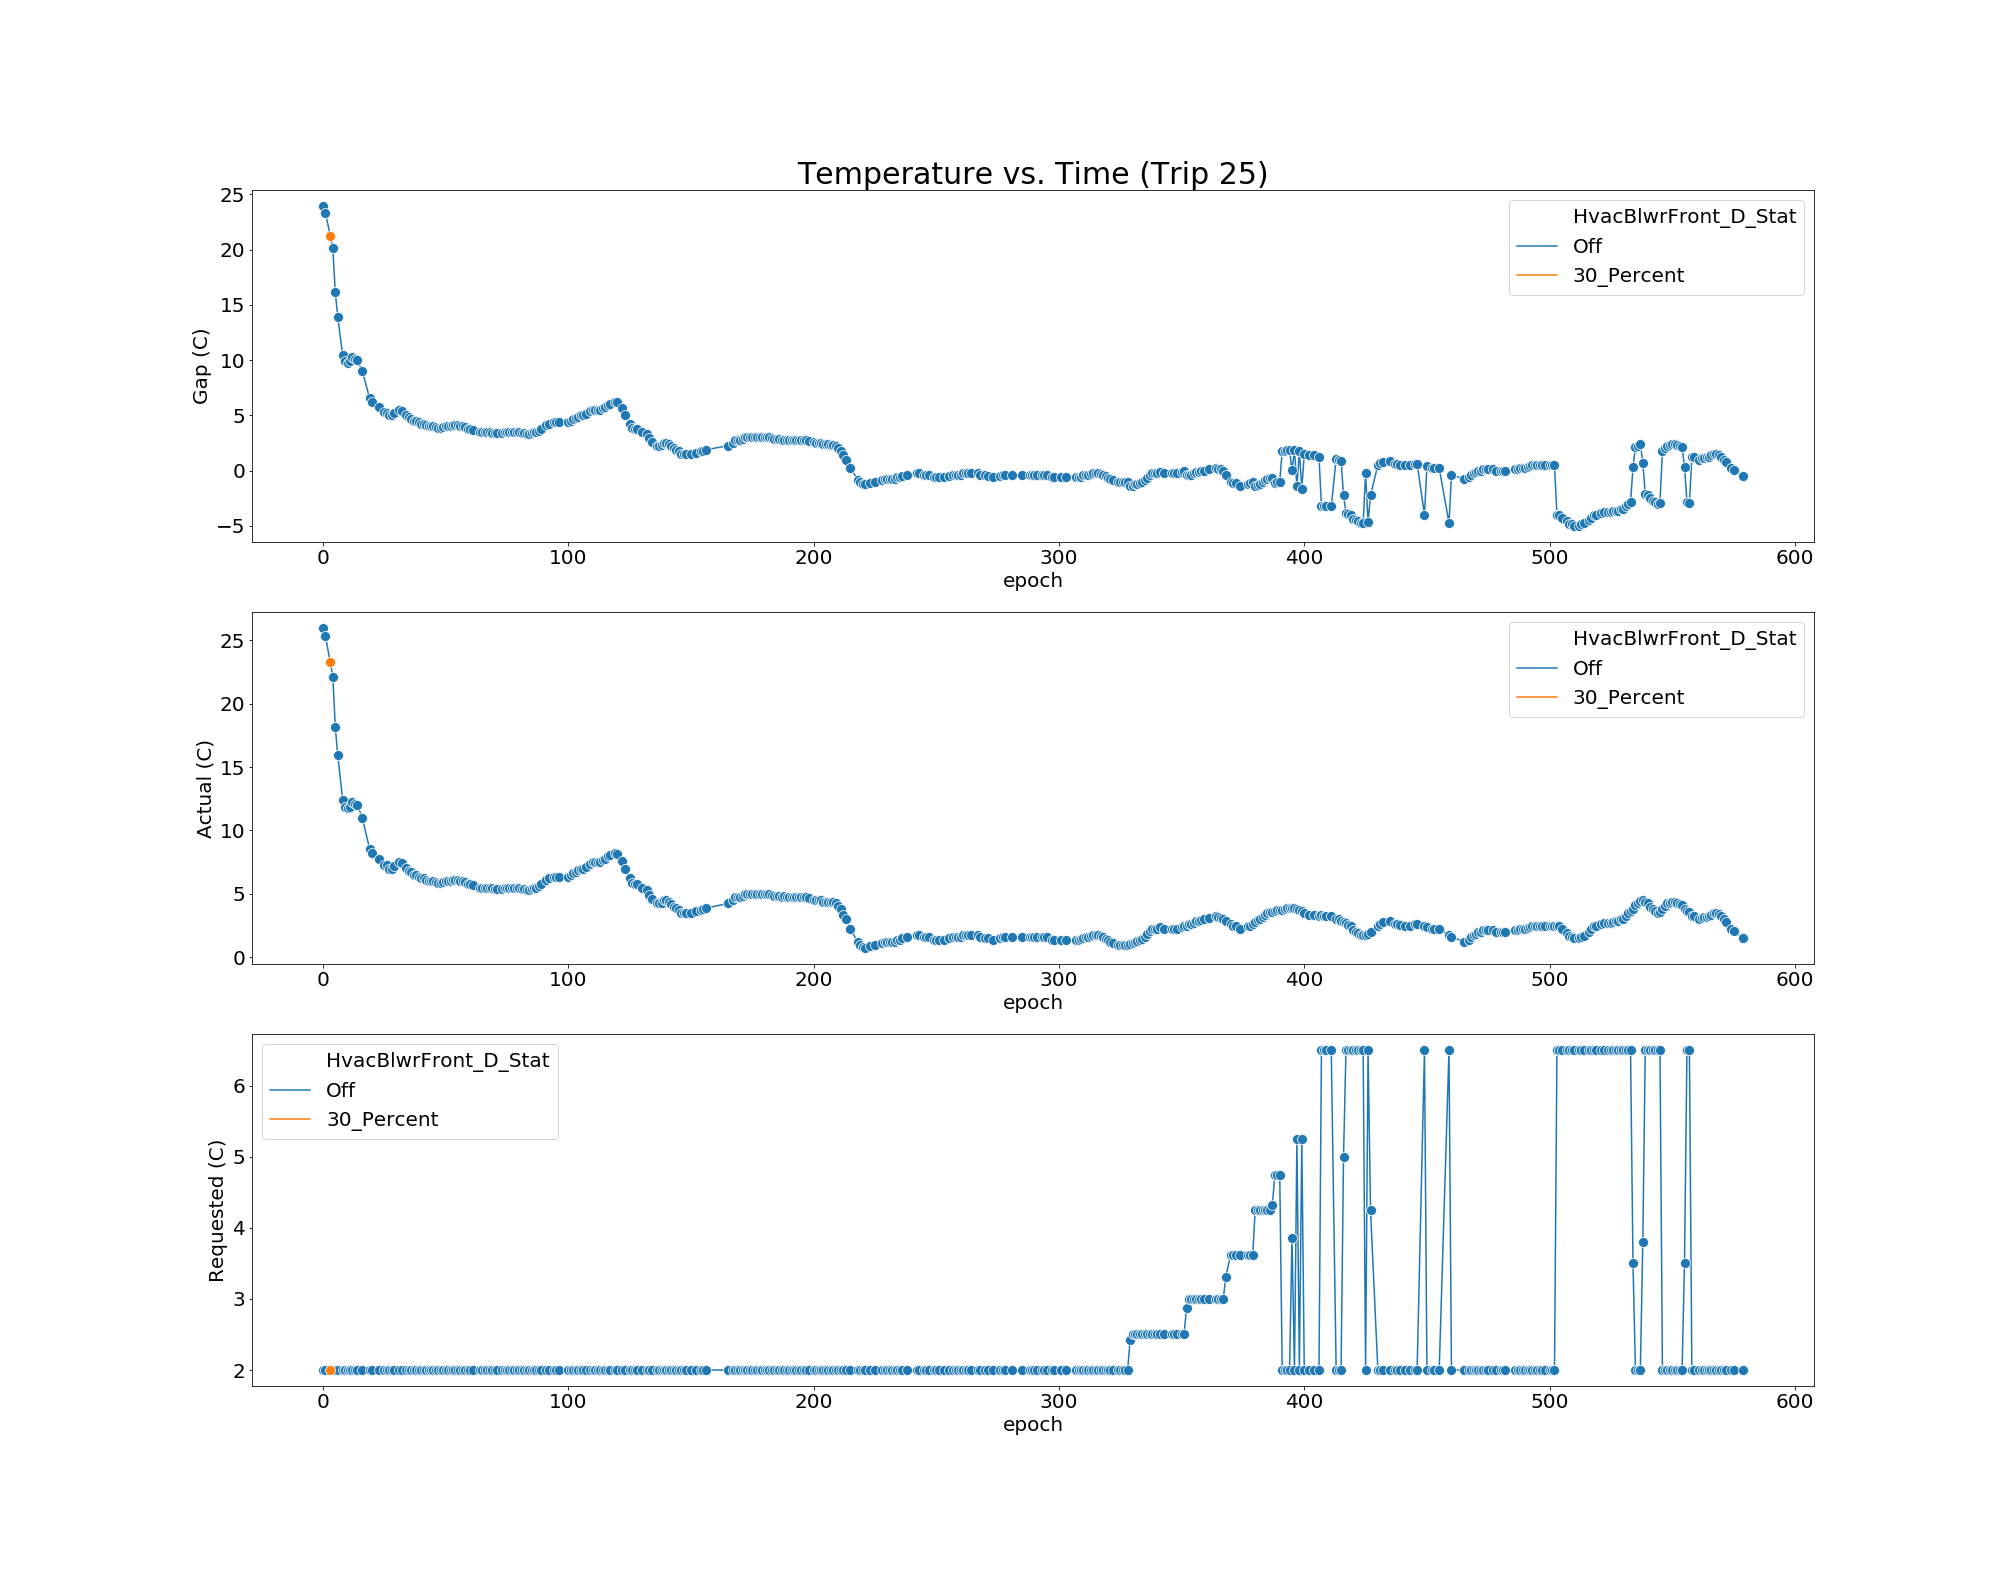 Temperature vs. Time (Trip 25)
25
20
15
10
5
0
−5
Gap (C)
HvacBlwrFront_D_Stat
Off
30_Percent
0 100 200 300 400 500 600
epoch
25
20
15
10
5
0
Actual (C)
HvacBlwrFront_D_Stat
Off
30_Percent
0 100 200 300 400 500 600
epoch
6
5
4
3
2
Requested (C)
HvacBlwrFront_D_Stat
Off
30_Percent
0 100 200 300 400 500 600
epoch